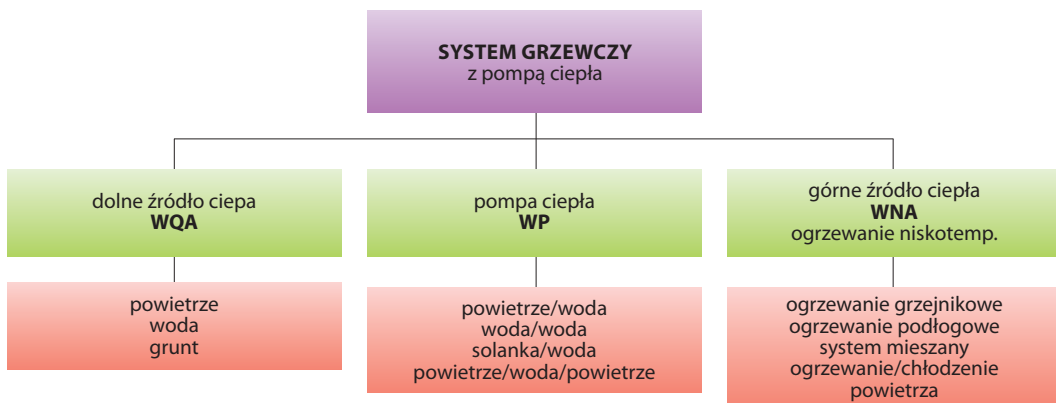 SYSTEM GRZEWCZY
z pompą ciepła
dolne źródło ciepa
WQA
pompa ciepła
WP
górne źródło ciepła
WNA
ogrzewanie niskotemp.
powietrze
woda
grunt
powietrze/woda
woda/woda
solanka/woda
powietrze/woda/powietrze
ogrzewanie grzejnikowe
ogrzewanie podłogowe
system mieszany
ogrzewanie/chłodzenie
powietrza